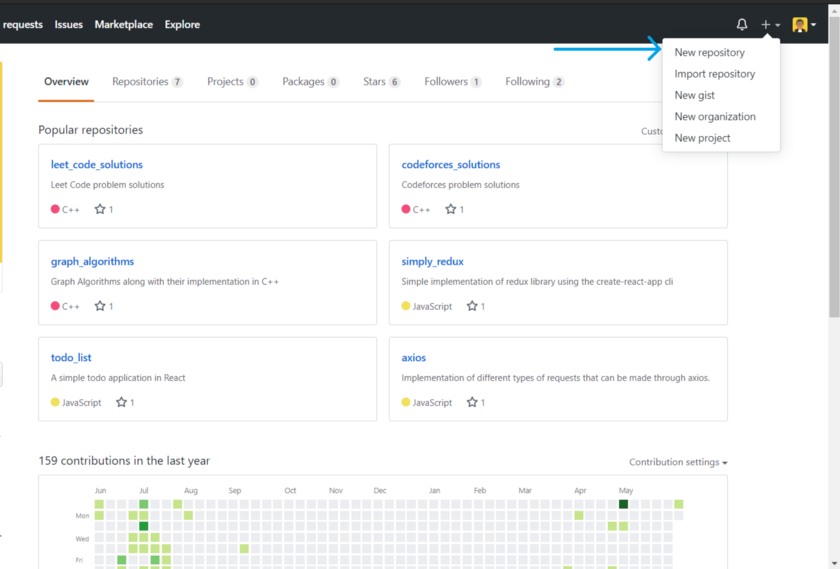 requests Issues Marketplace Explore
New repository
Import repository
New gist
New organization
New project
Overview Repositories 7 Projects 0 Packages 0 Stars 6 Followers 1 Following 2
Popular repositories
leet_code_solutions
Leet Code problem solutions
C++ 1
codeforces_solutions
Codeforces problem solutions
C++ 1
graph_algorithms
Graph Algorithms along with their implementation in C++
C++ 1
simply_redux
Simple implementation of redux library using the create-react-app cli
JavaScript 1
todo_list
A simple todo application in React
JavaScript 1
axios
Implementation of different types of requests that can be made through axios.
JavaScript 1
159 contributions in the last year
Contribution settings
Jun Jul Aug Sep Oct Nov Dec Jan Feb Mar Apr May
Mon
Wed
Fri